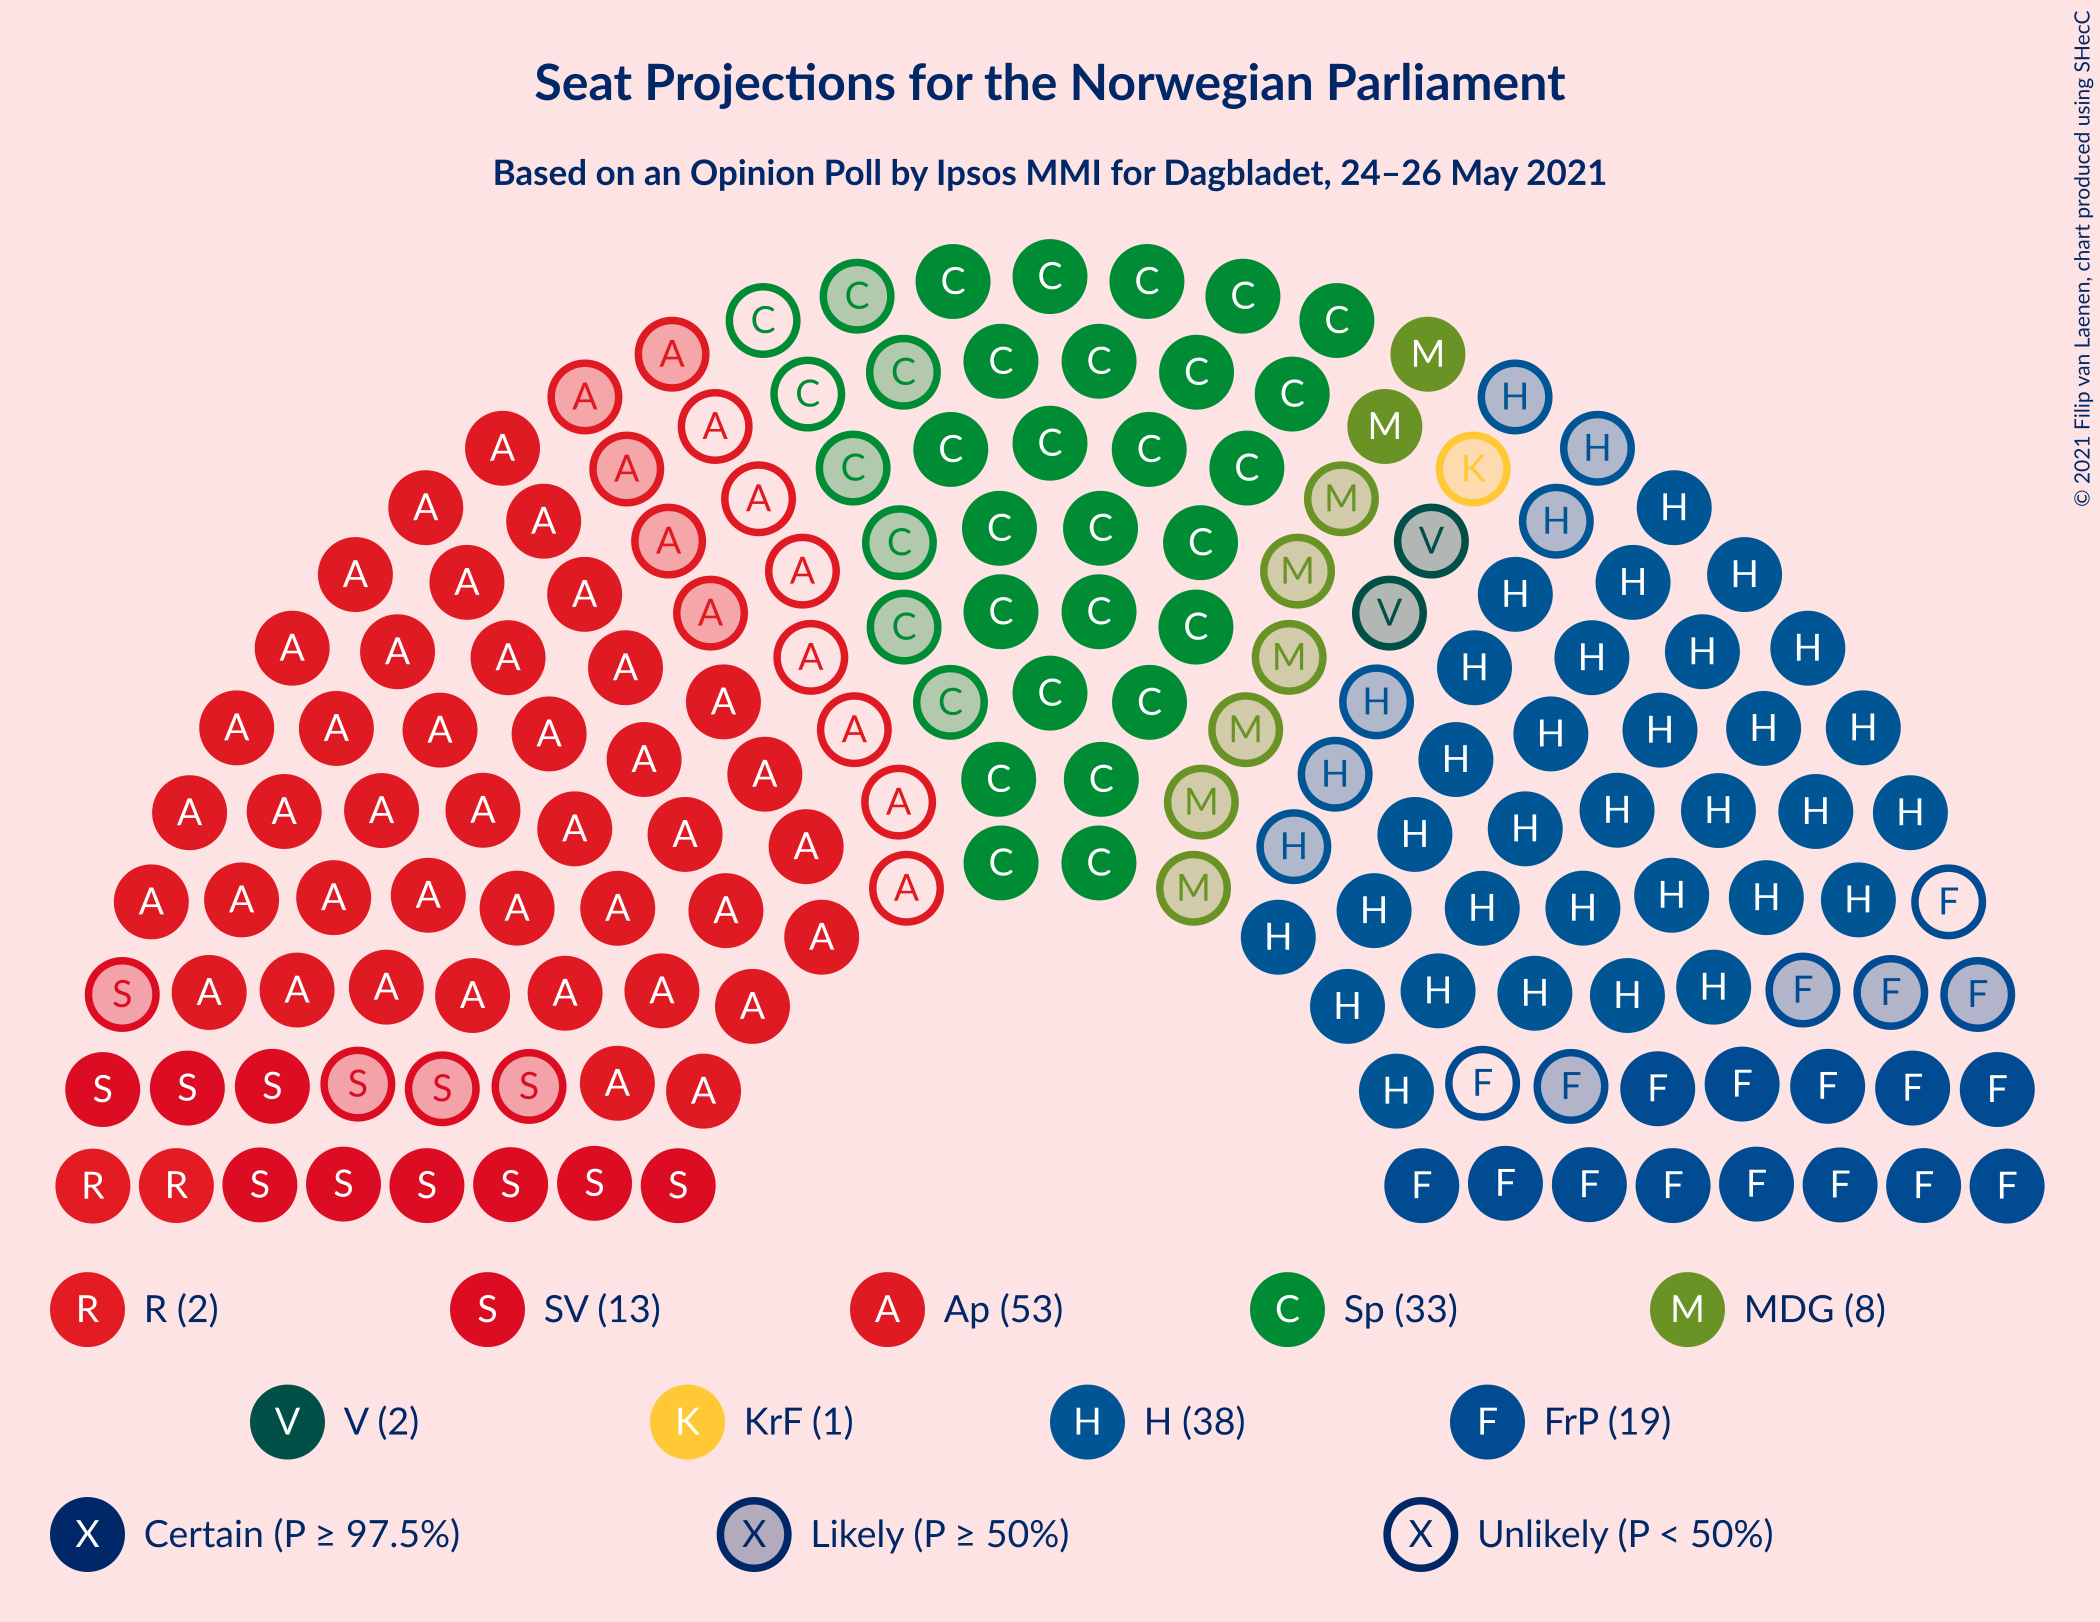 © 2021 Filip van Laenen, chart produced using SHecC
Seat Projections for the Norwegian Parliament
Based on an Opinion Poll by Ipsos MMI for Dagbladet, 24–26 May 2021
C C C C C
C C
A C C C C M
A C C H
A M
A A C C C C C K H
A A A A C C C C M V H H
A A A A A C C C C M V H H H
A A A A A A C C C M H H H H H
A A A A A A A C C M H H H H H H
A A A A A A A A C C M H H H H H H H
A A A A A A A A A M H H H H H H H F
S A A A A A A A H H H H H F F F
S S S S S S A A H F F F F F F F
R R S S S S S S F F F F F F F F
R R (2) S SV (13) A Ap (53) C Sp (33) M MDG (8)
V V (2) K KrF (1) H H (38) F FrP (19)
X Certain (P ≥ 97.5%) X Likely (P ≥ 50%) X Unlikely (P < 50%)